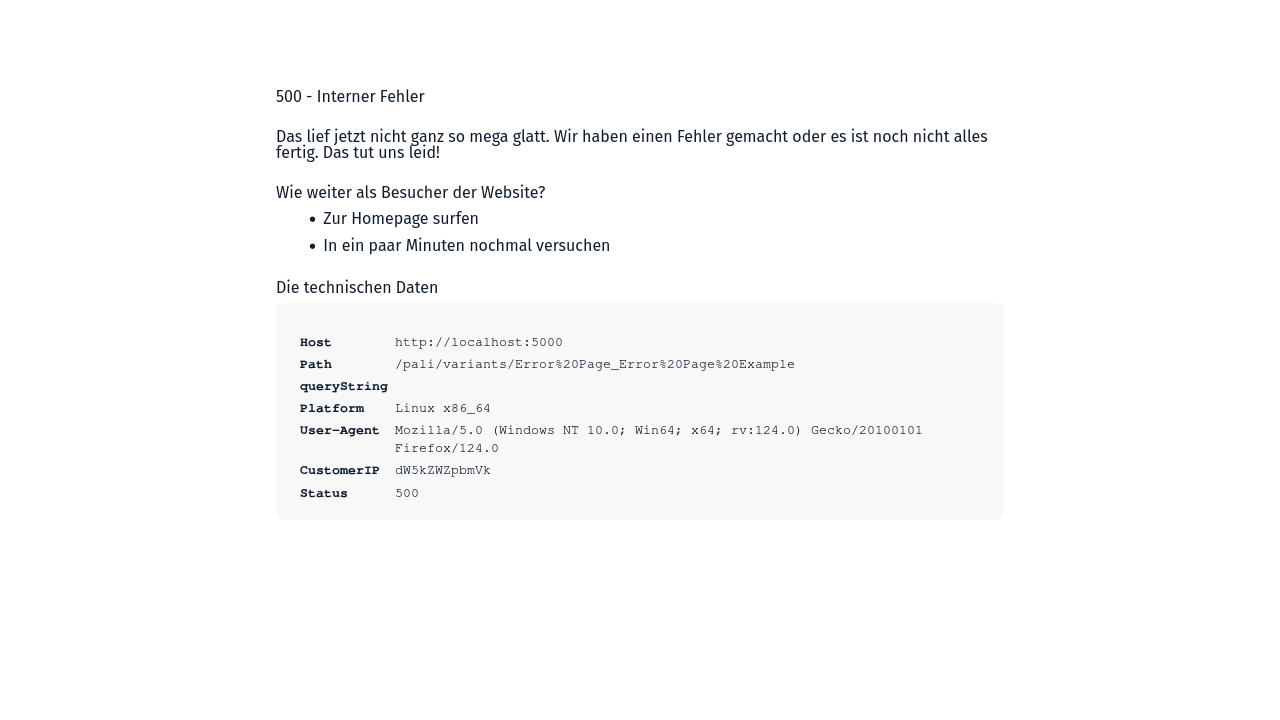 500 - Interner Fehler
Das lief jetzt nicht ganz so mega glatt. Wir haben einen Fehler gemacht oder es ist noch nicht alles
fertig. Das tut uns leid!
Wie weiter als Besucher der Website?
• Zur Homepage surfen
• In ein paar Minuten nochmal versuchen
Die technischen Daten
Host http://localhost:5000
Path /pali/variants/Error%20Page_Error%20Page%20Example
queryString
Platform Linux x86_64
User-Agent Mozilla/5.0 (Windows NT 10.0; Win64; x64; rv:124.0) Gecko/20100101
Firefox/124.0
CustomerIP dW5kZWZpbmVk
Status 500